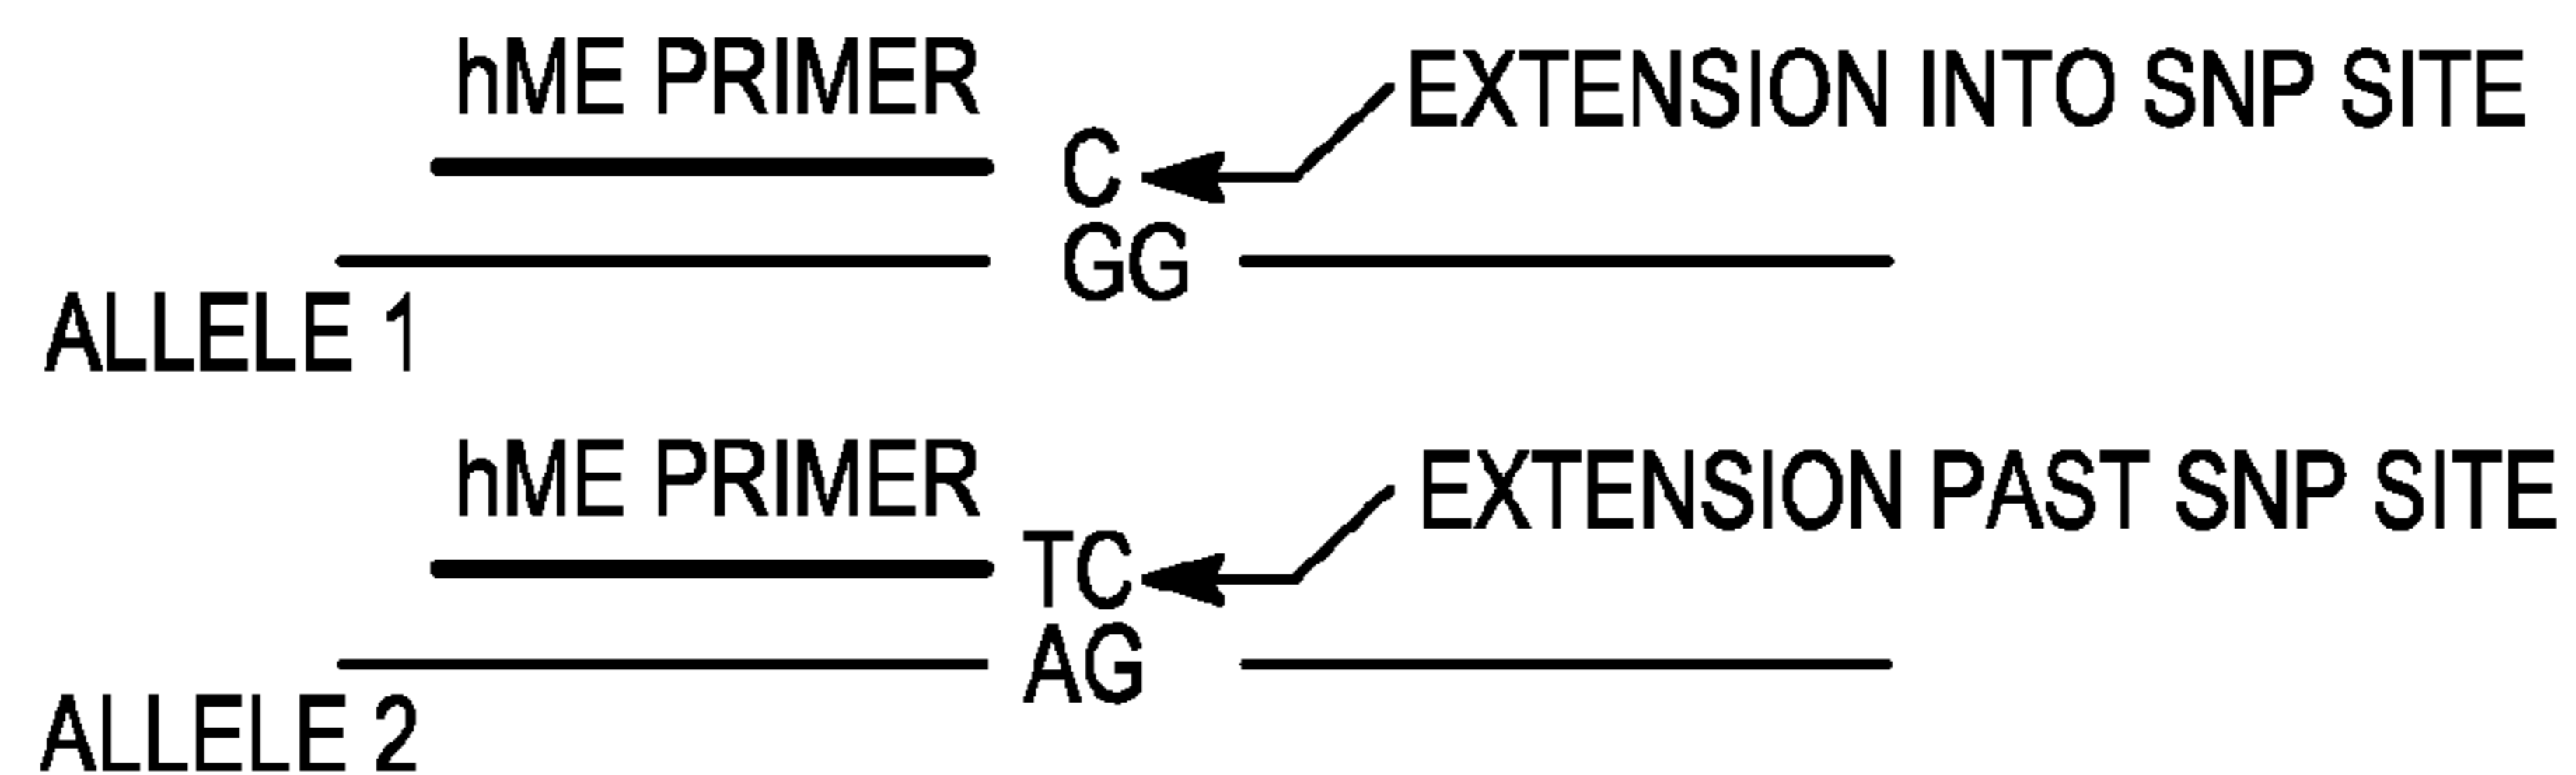 hME PRIMER
EXTENSION INTO SNP SITE
C
GG
ALLELE 1
hME PRIMER
EXTENSION PAST SNP SITE
TC
AG
ALLELE 2